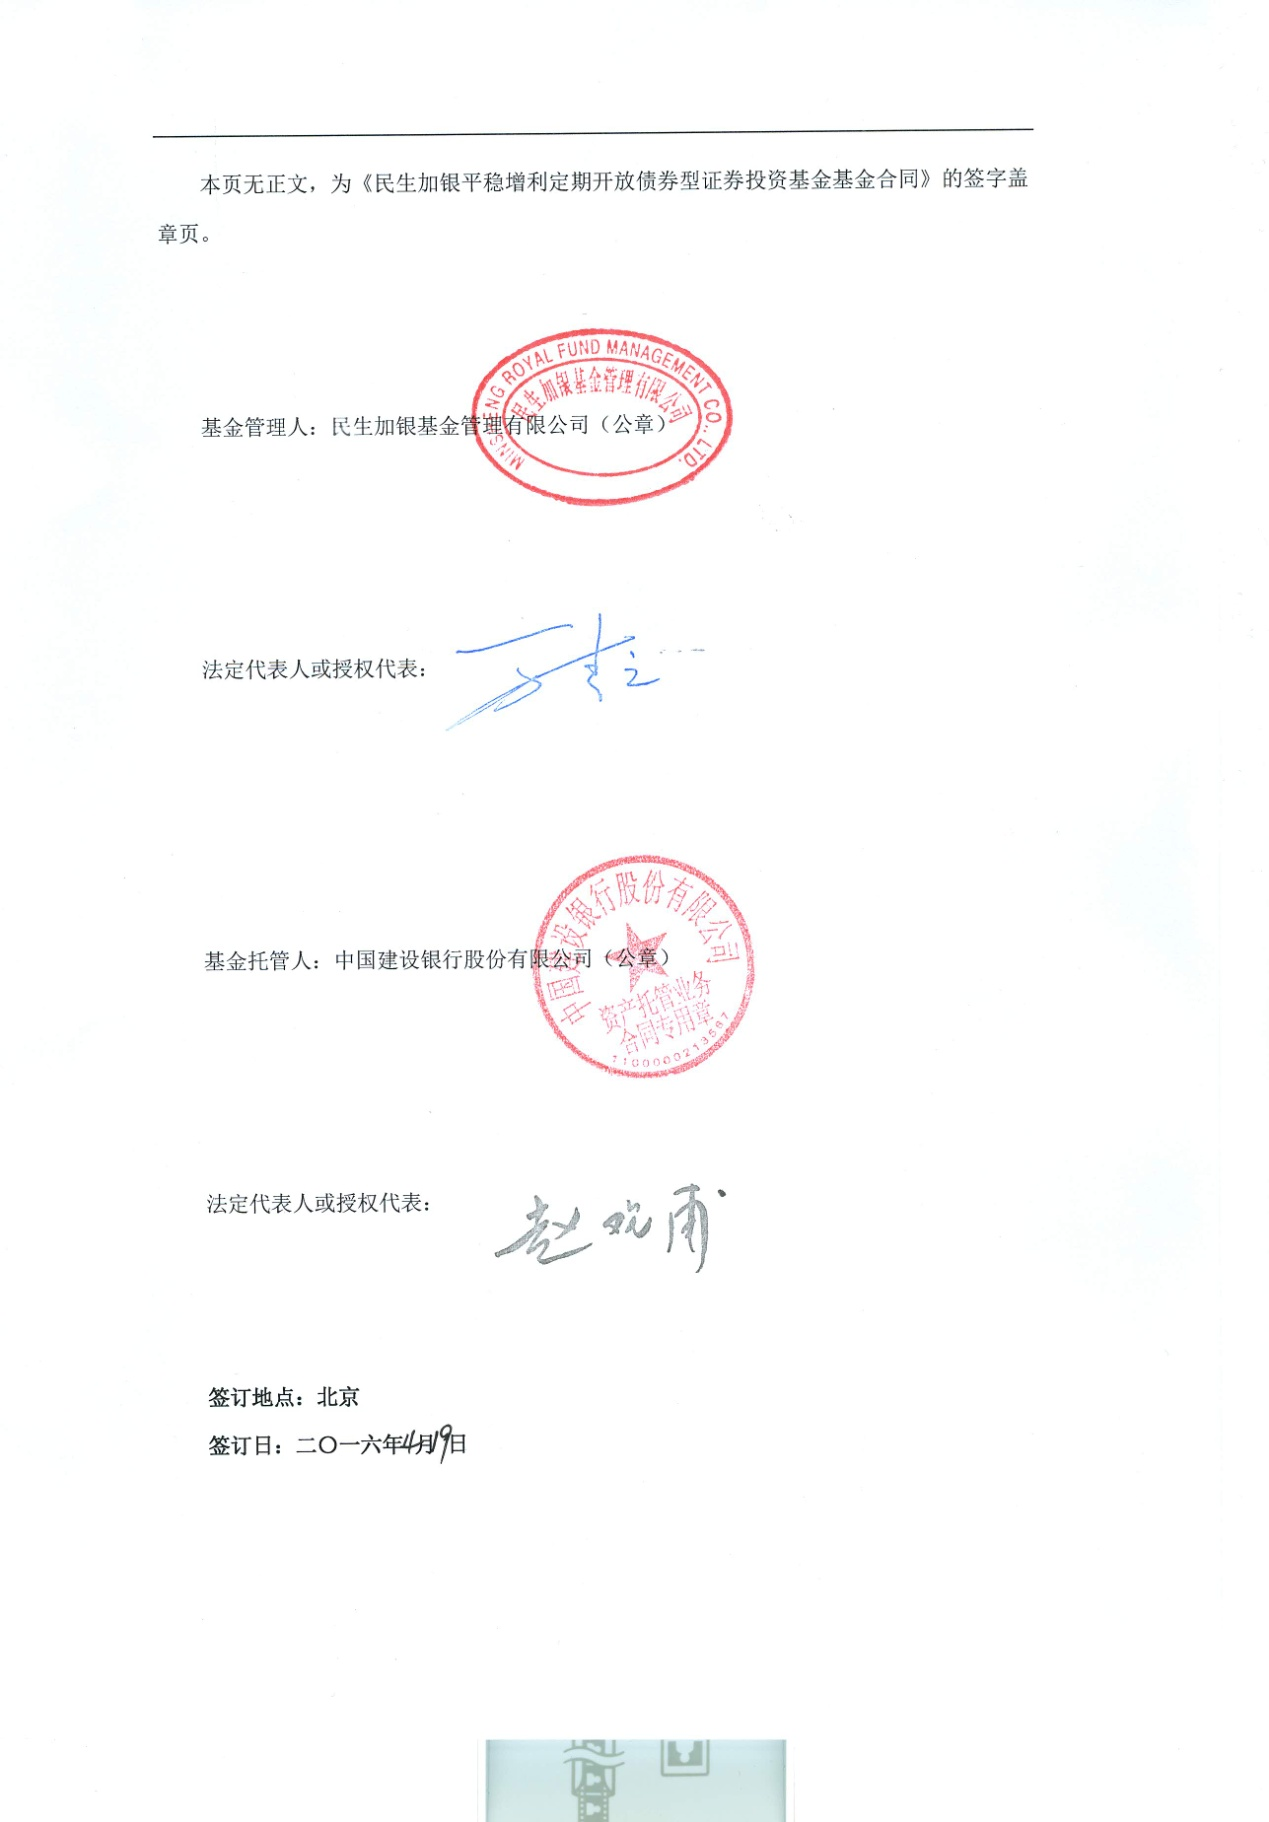 本页无正文，为《民生加银平稳增利定期开放债券型证券投资基金基金合同》的签字盖
章页。
MINSHENG ROYAL FUND MANAGEMENT CO., LTD.
民生加银基金管理有限公司
基金管理人：民生加银基金管理有限公司（公章）
法定代表人或授权代表：
中国建设银行股份有限公司
基金托管人：中国建设银行股份有限公司（公章）
资产托管业务
合同专用章
法定代表人或授权代表：
签订地点：北京
签订日：二〇一六年4月19日